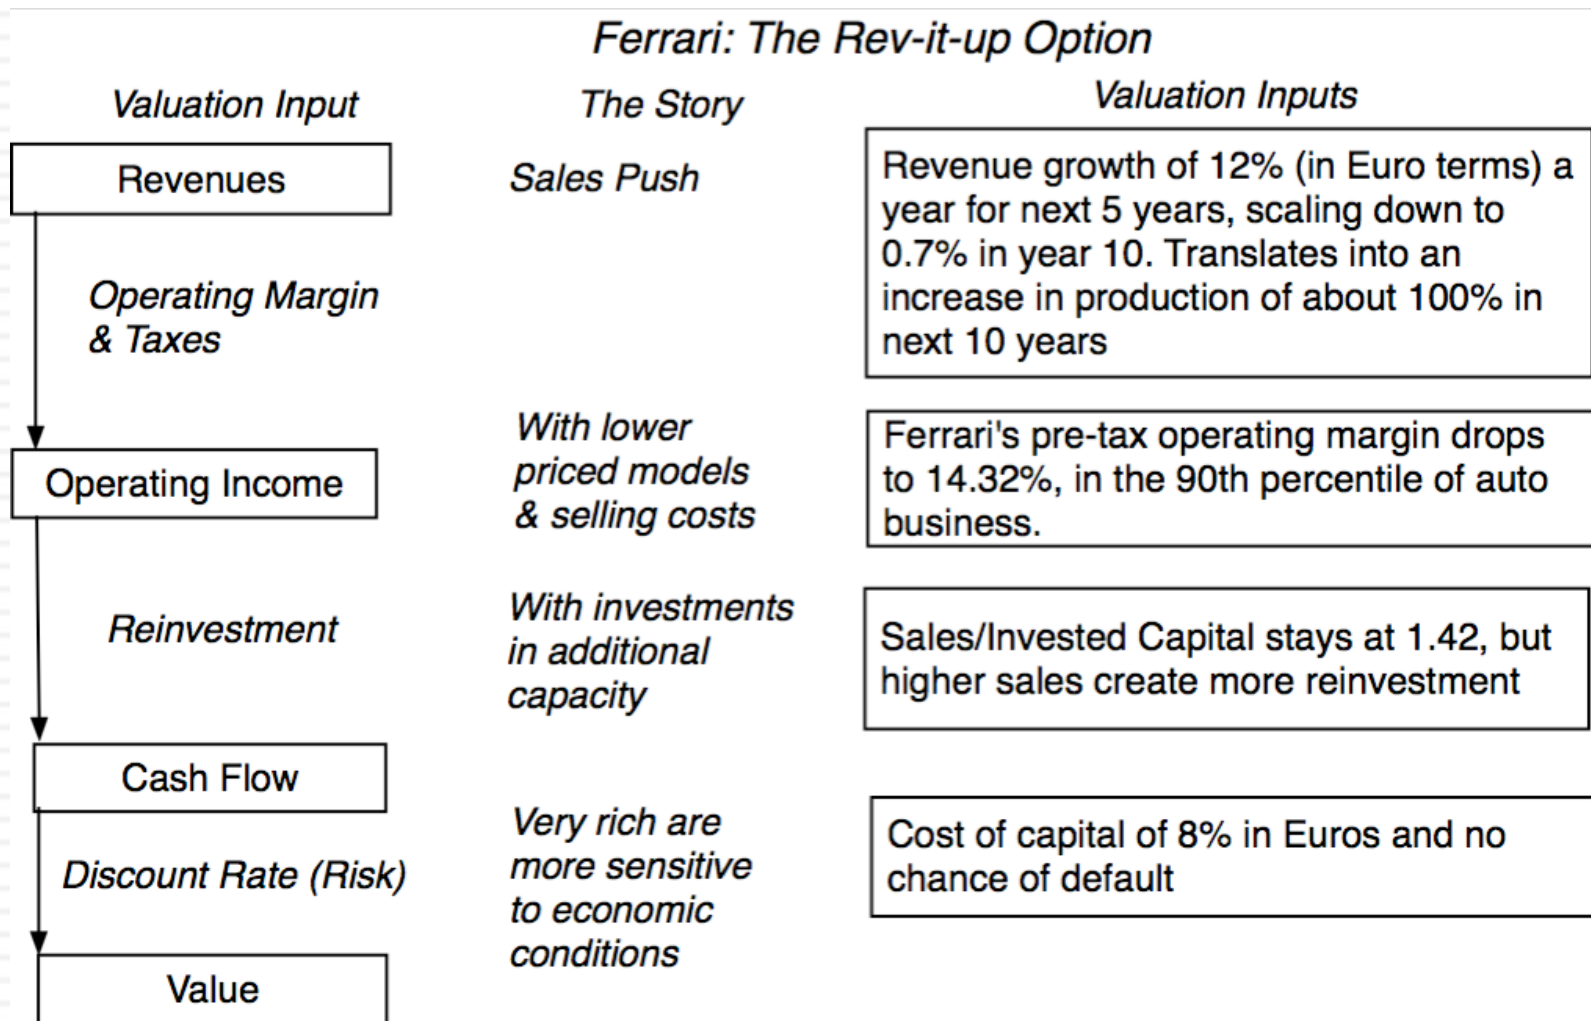 Ferrari: The Rev-it-up Option
Valuation Input
The Story
Valuation Inputs
Revenues
Sales Push
Revenue growth of 12% (in Euro terms) a
year for next 5 years, scaling down to
0.7% in year 10. Translates into an
increase in production of about 100% in
next 10 years
Operating Margin
& Taxes
Operating Income
With lower
priced models
& selling costs
Ferrari's pre-tax operating margin drops
to 14.32%, in the 90th percentile of auto
business.
Reinvestment
With investments
in additional
capacity
Sales/Invested Capital stays at 1.42, but
higher sales create more reinvestment
Cash Flow
Discount Rate (Risk)
Very rich are
more sensitive
to economic
conditions
Cost of capital of 8% in Euros and no
chance of default
Value